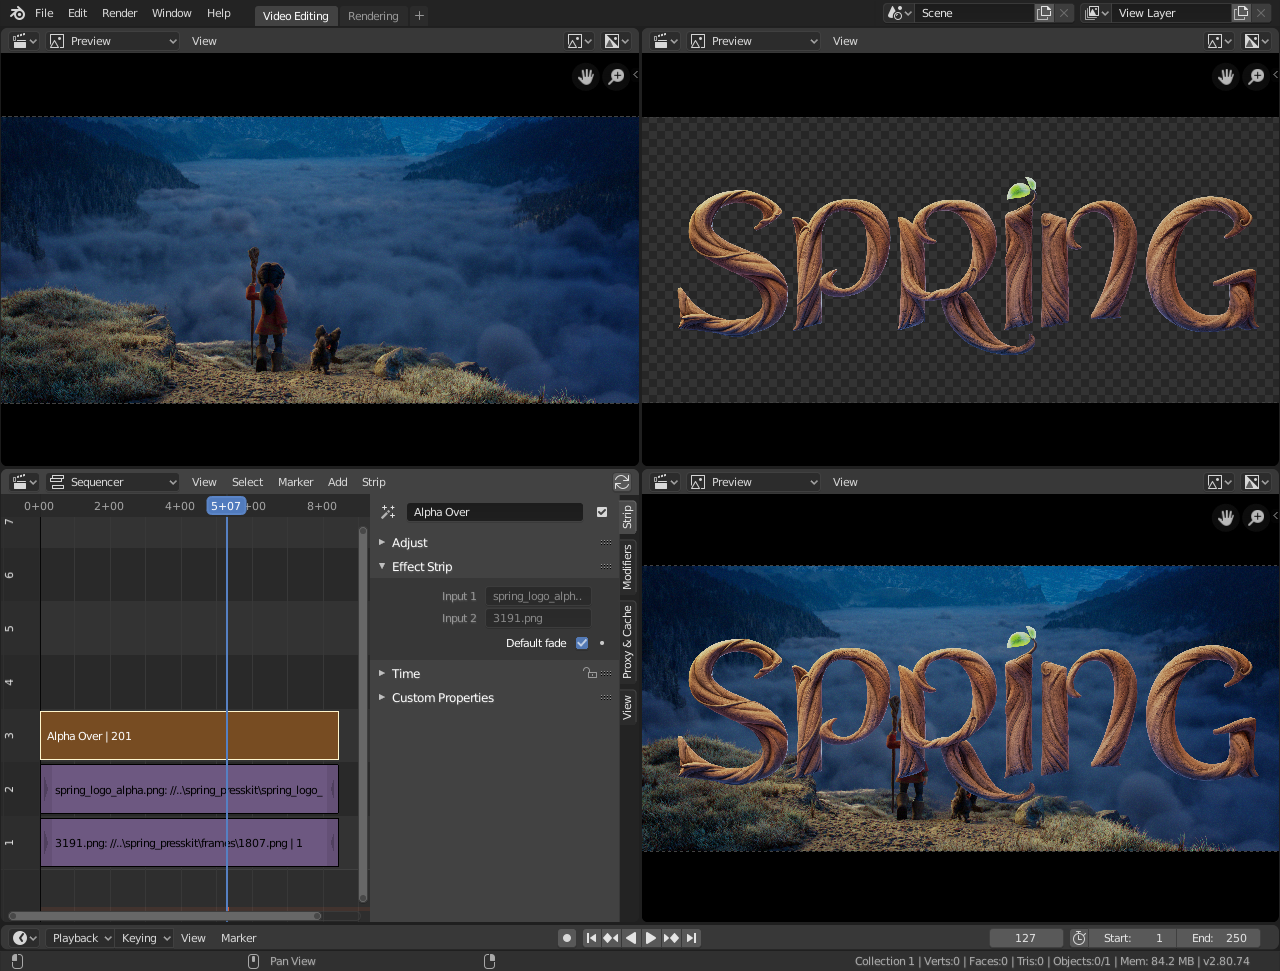 File Edit Render Window Help Video Editing Rendering + Scene View Layer
Preview View
Preview View
SPRING
Sequencer View Select Marker Add Strip
Preview View
0+00 2+00 4+00 5+07 +00 8+00
7
6
5
4
3
2
1
Alpha Over | 201
spring_logo_alpha.png: //..\spring_presskit\spring_logo_
3191.png: //..\spring_presskit\frames\1807.png | 1
Alpha Over
Adjust
Effect Strip
Input 1 spring_logo_alph..
Input 2 3191.png
Default fade
Time
Custom Properties
Strip
Modifiers
Proxy & Cache
View
SPRING
Playback Keying View Marker 127 Start: 1 End: 250
Pan View Collection 1 | Verts:0 | Faces:0 | Tris:0 | Objects:0/1 | Mem: 84.2 MB | v2.80.74